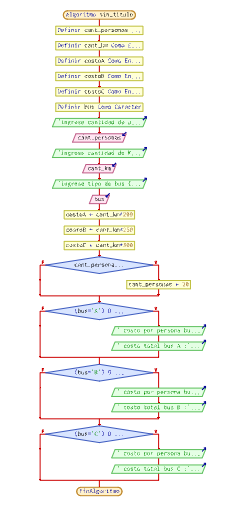 Algoritmo Sin_titulo
Definir cant_personas ...
Definir cant_km Como E...
Definir costoA Como En...
Definir costoB Como En...
Definir costoC Como En...
Definir bus Como Caracter
'ingrese cantidad de p...
cant_personas
'ingrese cantidad de K...
cant_km
'ingrese tipo de bus (...
bus
costoA ← cant_km*200
costoB ← cant_km*250
costoC ← cant_km*300
cant_persona...
cant_personas ← 20
(bus='A') O ...
' costo por persona bu...
' costo total bus A :'...
(bus='B') O ...
' costo por persona bu...
' costo total bus B :'...
(bus='C') O ...
' costo por persona bu...
' costo total bus C :'...
FinAlgoritmo